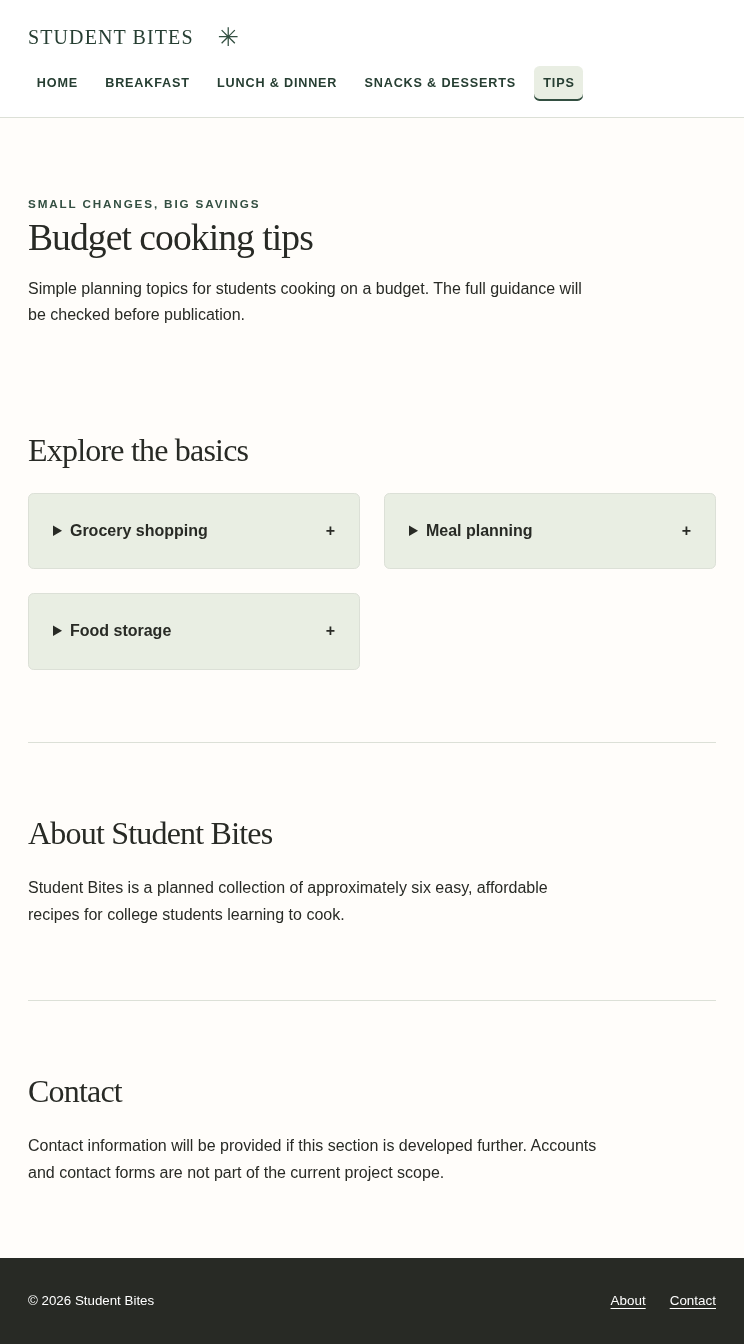 STUDENT BITES
HOME BREAKFAST LUNCH & DINNER SNACKS & DESSERTS TIPS
SMALL CHANGES, BIG SAVINGS
Budget cooking tips
Simple planning topics for students cooking on a budget. The full guidance will
be checked before publication.
Explore the basics
Grocery shopping +
Meal planning +
Food storage +
About Student Bites
Student Bites is a planned collection of approximately six easy, affordable
recipes for college students learning to cook.
Contact
Contact information will be provided if this section is developed further. Accounts
and contact forms are not part of the current project scope.
© 2026 Student Bites
About Contact